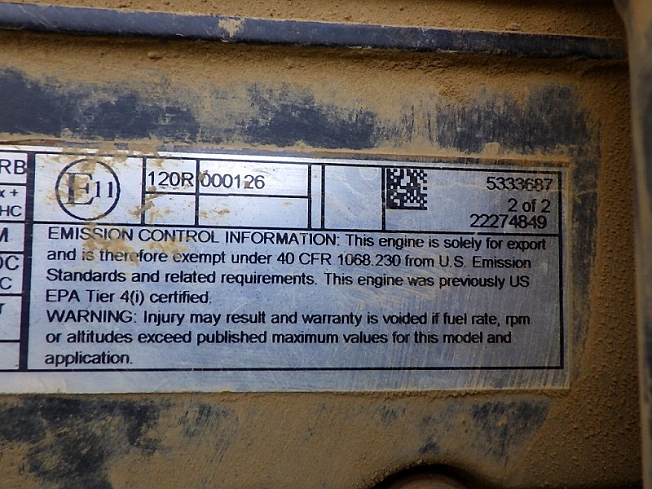 RB
x +
HC
M
OC
C
T
E11
120R 000126
5333687
2 of 2
22274849
EMISSION CONTROL INFORMATION: This engine is solely for export
and is therefore exempt under 40 CFR 1068.230 from U.S. Emission
Standards and related requirements. This engine was previously US
EPA Tier 4(i) certified.
WARNING: Injury may result and warranty is voided if fuel rate, rpm
or altitudes exceed published maximum values for this model and
application.